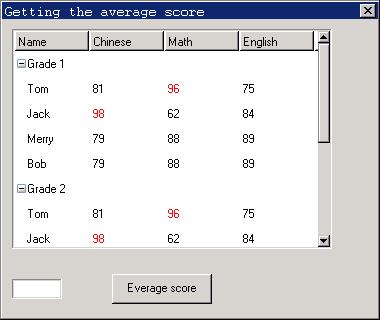 Getting the average score
Name Chinese Math English
Grade 1
Tom 81 96 75
Jack 98 62 84
Merry 79 88 89
Bob 79 88 89
Grade 2
Tom 81 96 75
Jack 98 62 84
Everage score